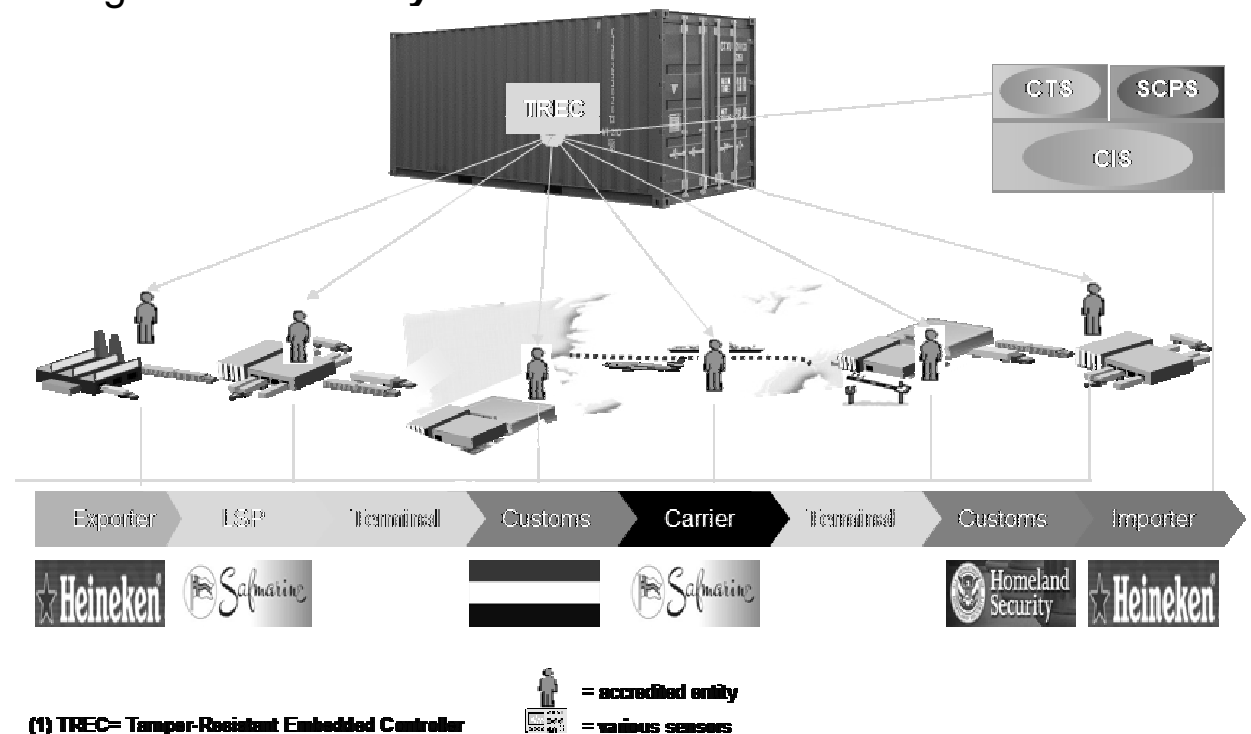 TREC
CTS SCPS
CIS
Exporter LSP Terminal Customs Carrier Terminal Customs Importer
Heineken Safmarine Safmarine Homeland Security Heineken
= accredited entity
(1) TREC= Tamper-Resistant Embedded Controller = various sensors